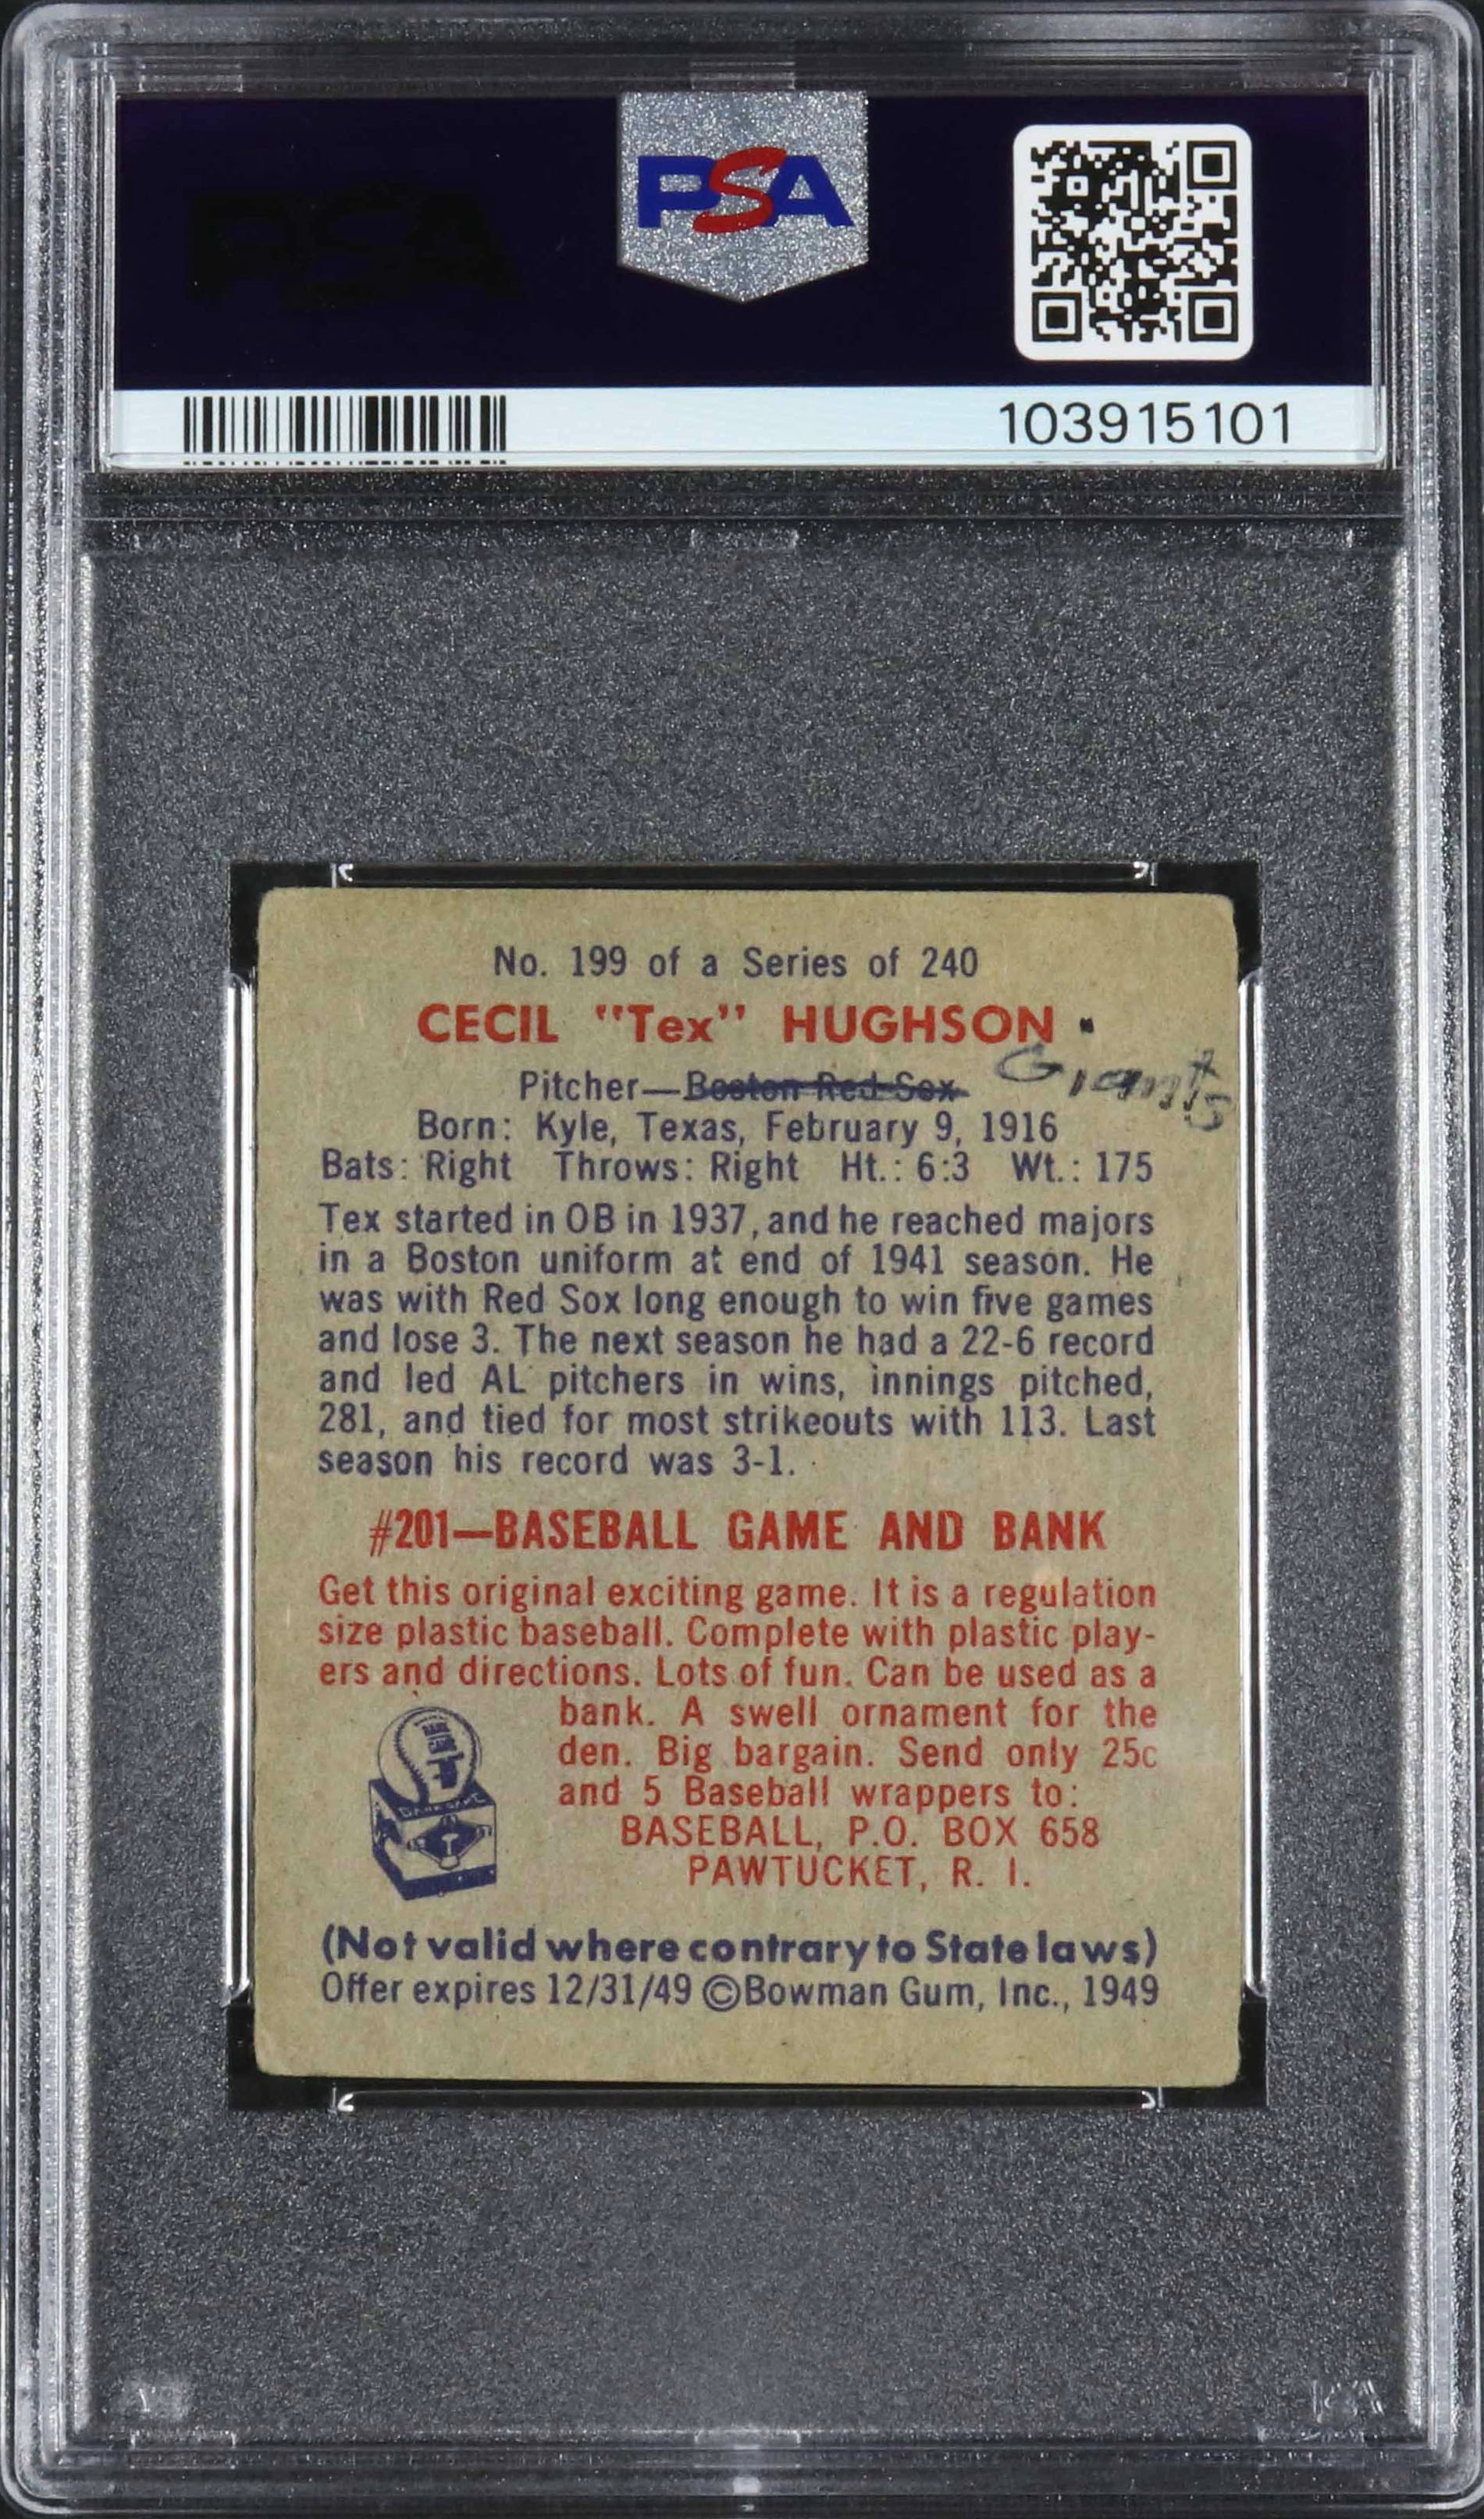 PSA
103915101
No. 199 of a Series of 240
CECIL "Tex" HUGHSON
Pitcher—Boston Red Sox Giants
Born: Kyle, Texas, February 9, 1916
Bats: Right Throws: Right Ht.: 6:3 Wt.: 175
Tex started in OB in 1937, and he reached majors
in a Boston uniform at end of 1941 season. He
was with Red Sox long enough to win five games
and lose 3. The next season he had a 22-6 record
and led AL pitchers in wins, innings pitched,
281, and tied for most strikeouts with 113. Last
season his record was 3-1.
#201—BASEBALL GAME AND BANK
Get this original exciting game. It is a regulation
size plastic baseball. Complete with plastic play-
ers and directions. Lots of fun. Can be used as a
bank. A swell ornament for the
den. Big bargain. Send only 25c
and 5 Baseball wrappers to:
BASEBALL, P.O. BOX 658
PAWTUCKET, R. I.
(Not valid where contrary to State laws)
Offer expires 12/31/49 ©Bowman Gum, Inc., 1949